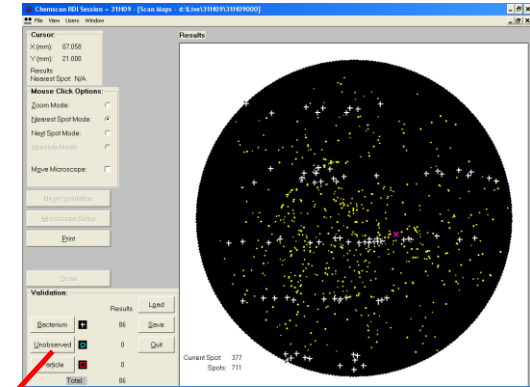 Chemscan RDI Session - 31H09 - [Scan Maps - d:\Live\31H09\31H09000]
File View Users Window
Cursor:
X (mm): 07.050
Y (mm): 21.000
Results
Nearest Spot: N/A
Mouse Click Options:
Zoom Mode:
Nearest Spot Mode:
Next Spot Mode:
Absolute Mode:
Move Microscope:
Begin Validation
Microscope Setup
Print
Close
Validation:
Results
Load
Bacterium 86 Save
Unobserved 0 Quit
Particle 0
Total: 86
Results
Current Spot: 377
Spots: 711